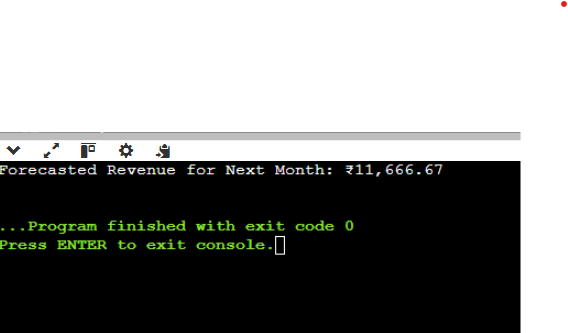 Forecasted Revenue for Next Month: ₹11,666.67
...Program finished with exit code 0
Press ENTER to exit console.